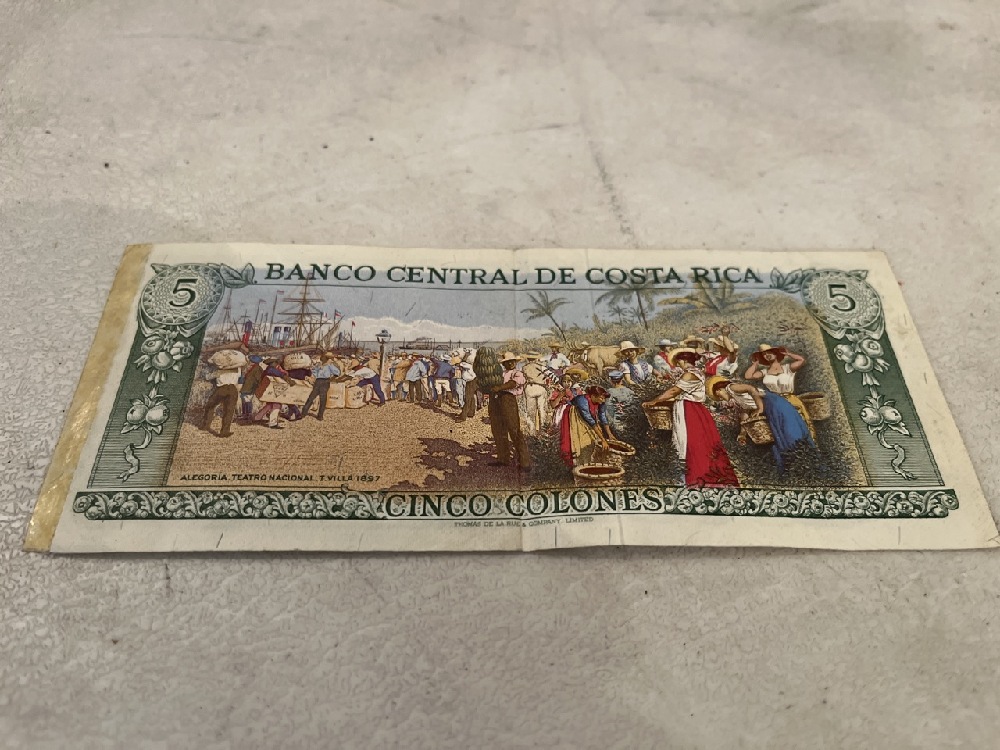 5 BANCO CENTRAL DE COSTA RICA 5
ALEGORIA, TEATRO NACIONAL. T. VILLA 1897
CINCO COLONES
THOMAS DE LA RUE & COMPANY, LIMITED